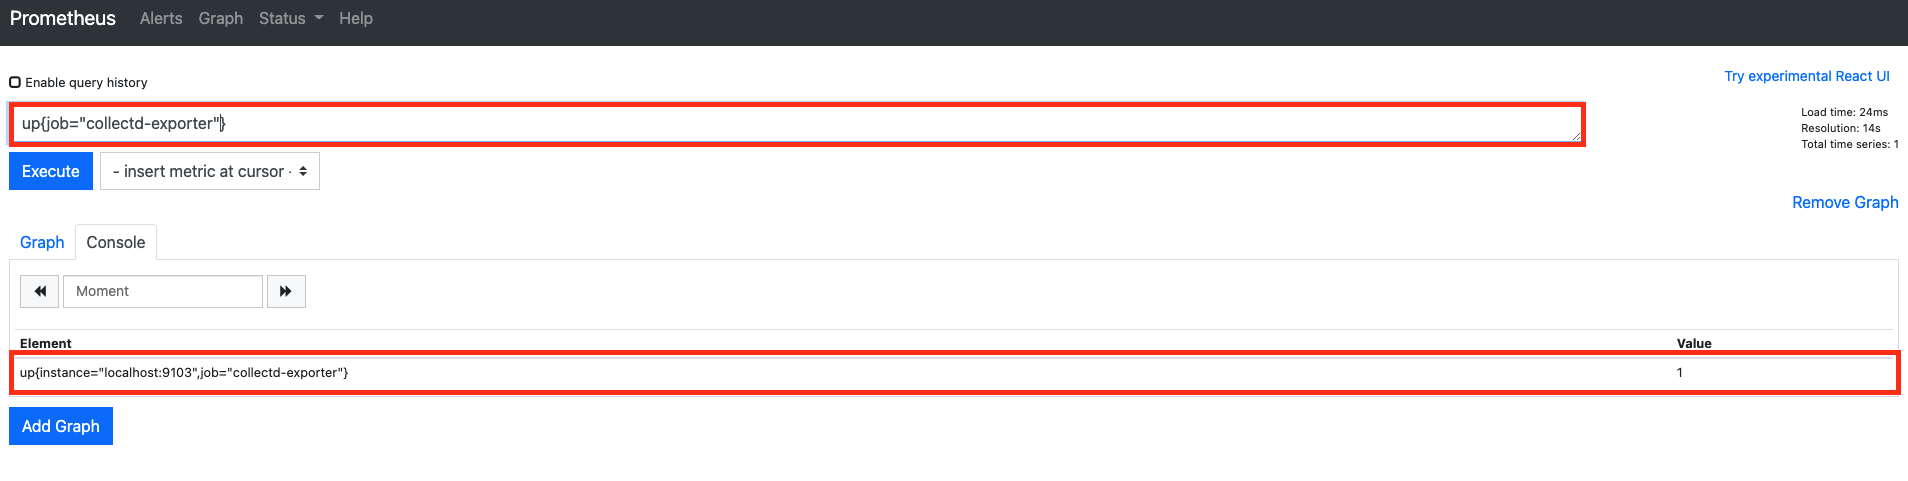 Prometheus Alerts Graph Status Help
Enable query history
Try experimental React UI
up{job="collectd-exporter"}
Load time: 24ms
Resolution: 14s
Total time series: 1
Execute
- insert metric at cursor -
Remove Graph
Graph Console
Moment
Element Value
up{instance="localhost:9103",job="collectd-exporter"} 1
Add Graph